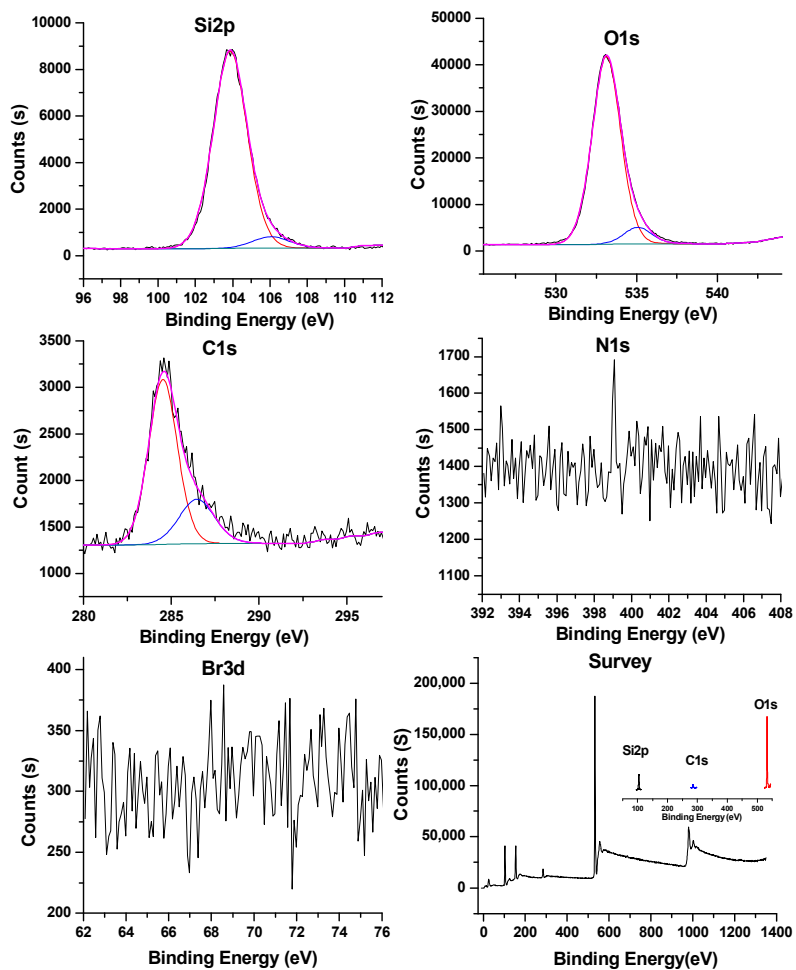 Si2p
Counts (s)
10000
8000
6000
4000
2000
0
96 98 100 102 104 106 108 110 112
Binding Energy (eV)
O1s
Counts (s)
50000
40000
30000
20000
10000
0
530 535 540
Binding Energy (eV)
C1s
Count (s)
3500
3000
2500
2000
1500
1000
280 285 290 295
Binding Energy (eV)
N1s
Counts (s)
1700
1600
1500
1400
1300
1200
1100
392 394 396 398 400 402 404 406 408
Binding Energy (eV)
Br3d
Counts (s)
400
350
300
250
200
62 64 66 68 70 72 74 76
Binding Energy (eV)
Survey
Counts (S)
200,000
150,000
100,000
50,000
0
0 200 400 600 800 1000 1200 1400
Binding Energy(eV)
Si2p
C1s
O1s
100 200 300 400 500
Binding Energy (eV)